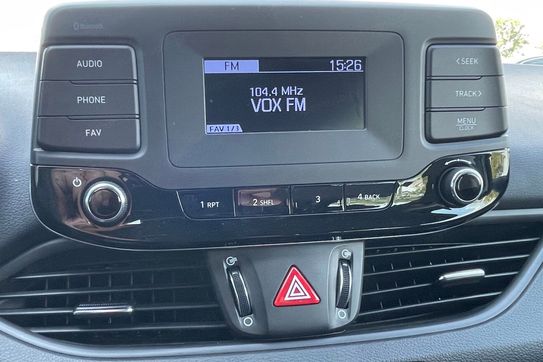 Bluetooth
AUDIO
PHONE
FAV
FM 15:26
104.4 MHz
VOX FM
FAV 1/3
< SEEK
TRACK >
MENU
CLOCK
1 RPT
2 SHFL
3
4 BACK